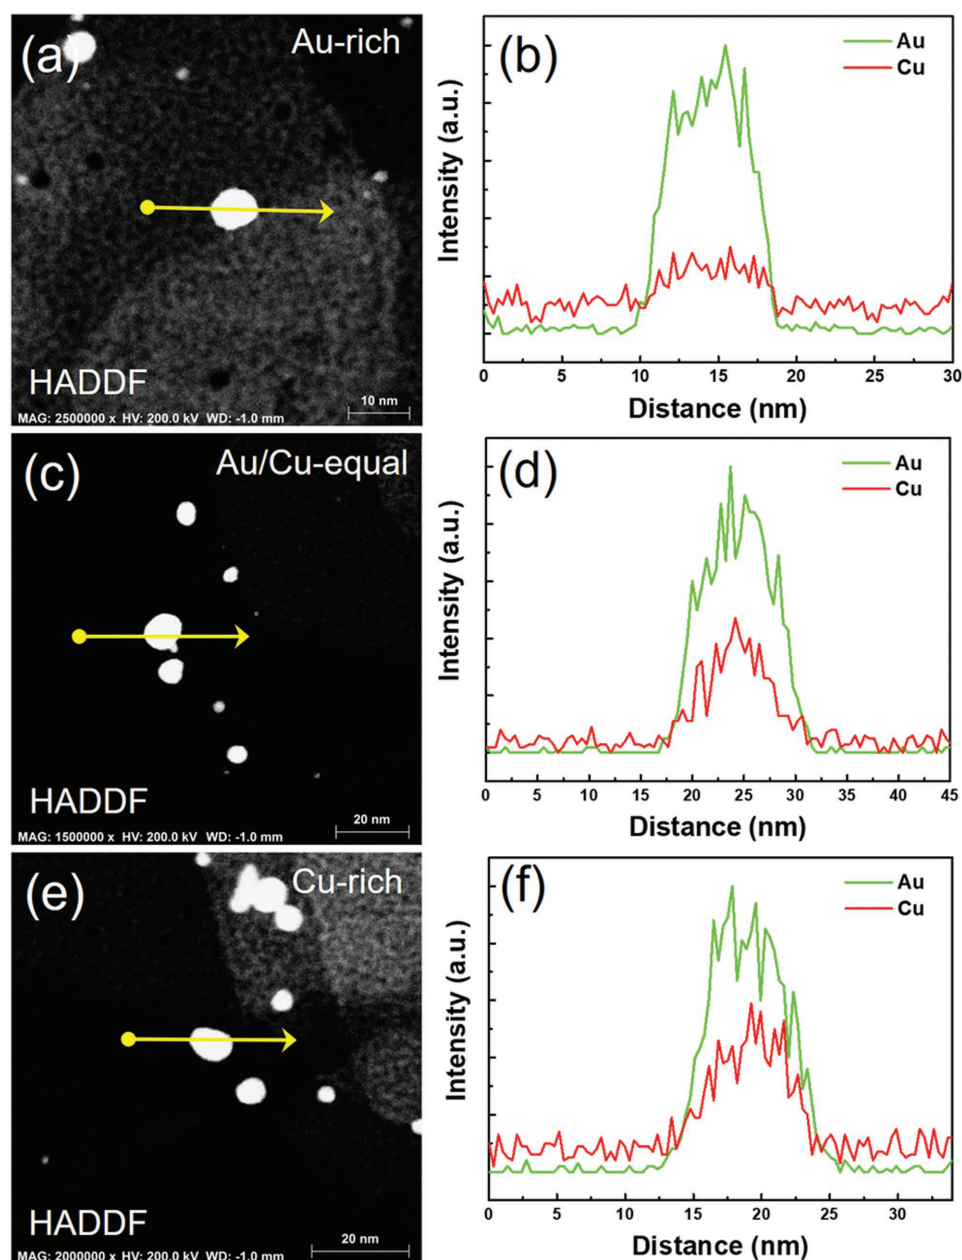 (a)
Au-rich
HADDF
10 nm
MAG: 2500000 x HV: 200.0 kV WD: -1.0 mm
(b)
Au
Cu
Intensity (a.u.)
0 5 10 15 20 25 30
Distance (nm)
(c)
Au/Cu-equal
HADDF
20 nm
MAG: 1500000 x HV: 200.0 kV WD: -1.0 mm
(d)
Au
Cu
Intensity (a.u.)
0 5 10 15 20 25 30 35 40 45
Distance (nm)
(e)
Cu-rich
HADDF
20 nm
MAG: 2000000 x HV: 200.0 kV WD: -1.0 mm
(f)
Au
Cu
Intensity (a.u.)
0 5 10 15 20 25 30
Distance (nm)